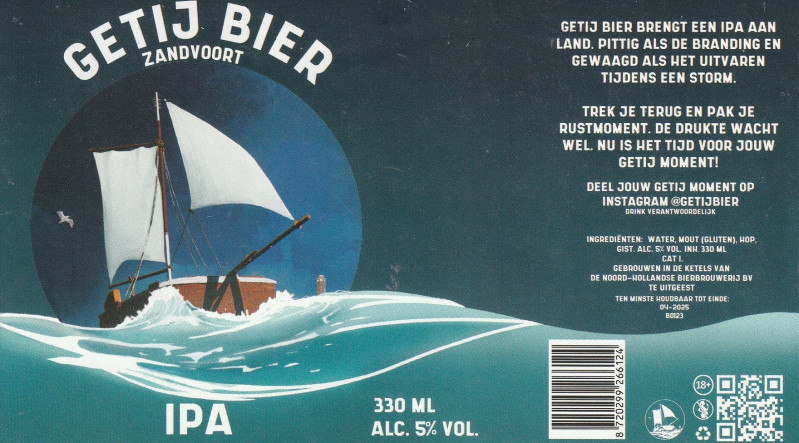 GETIJ BIER
ZANDVOORT
IPA
330 ML
ALC. 5% VOL.
GETIJ BIER BRENGT EEN IPA AAN
LAND. PITTIG ALS DE BRANDING EN
GEWAAGD ALS HET UITVAREN
TIJDENS EEN STORM.
TREK JE TERUG EN PAK JE
RUSTMOMENT. DE DRUKTE WACHT
WEL. NU IS HET TIJD VOOR JOUW
GETIJ MOMENT!
DEEL JOUW GETIJ MOMENT OP
INSTAGRAM @GETIJBIER
DRINK VERANTWOORDELIJK
INGREDIËNTEN: WATER, MOUT (GLUTEN), HOP,
GIST. ALC. 5% VOL. INH. 330 ML
CAT I.
GEBROUWEN IN DE KETELS VAN
DE NOORD-HOLLANDSE BIERBROUWERIJ BV
TE UITGEEST
TEN MINSTE HOUDBAAR TOT EINDE:
04-2025
B0123
8 720299 266124
18+